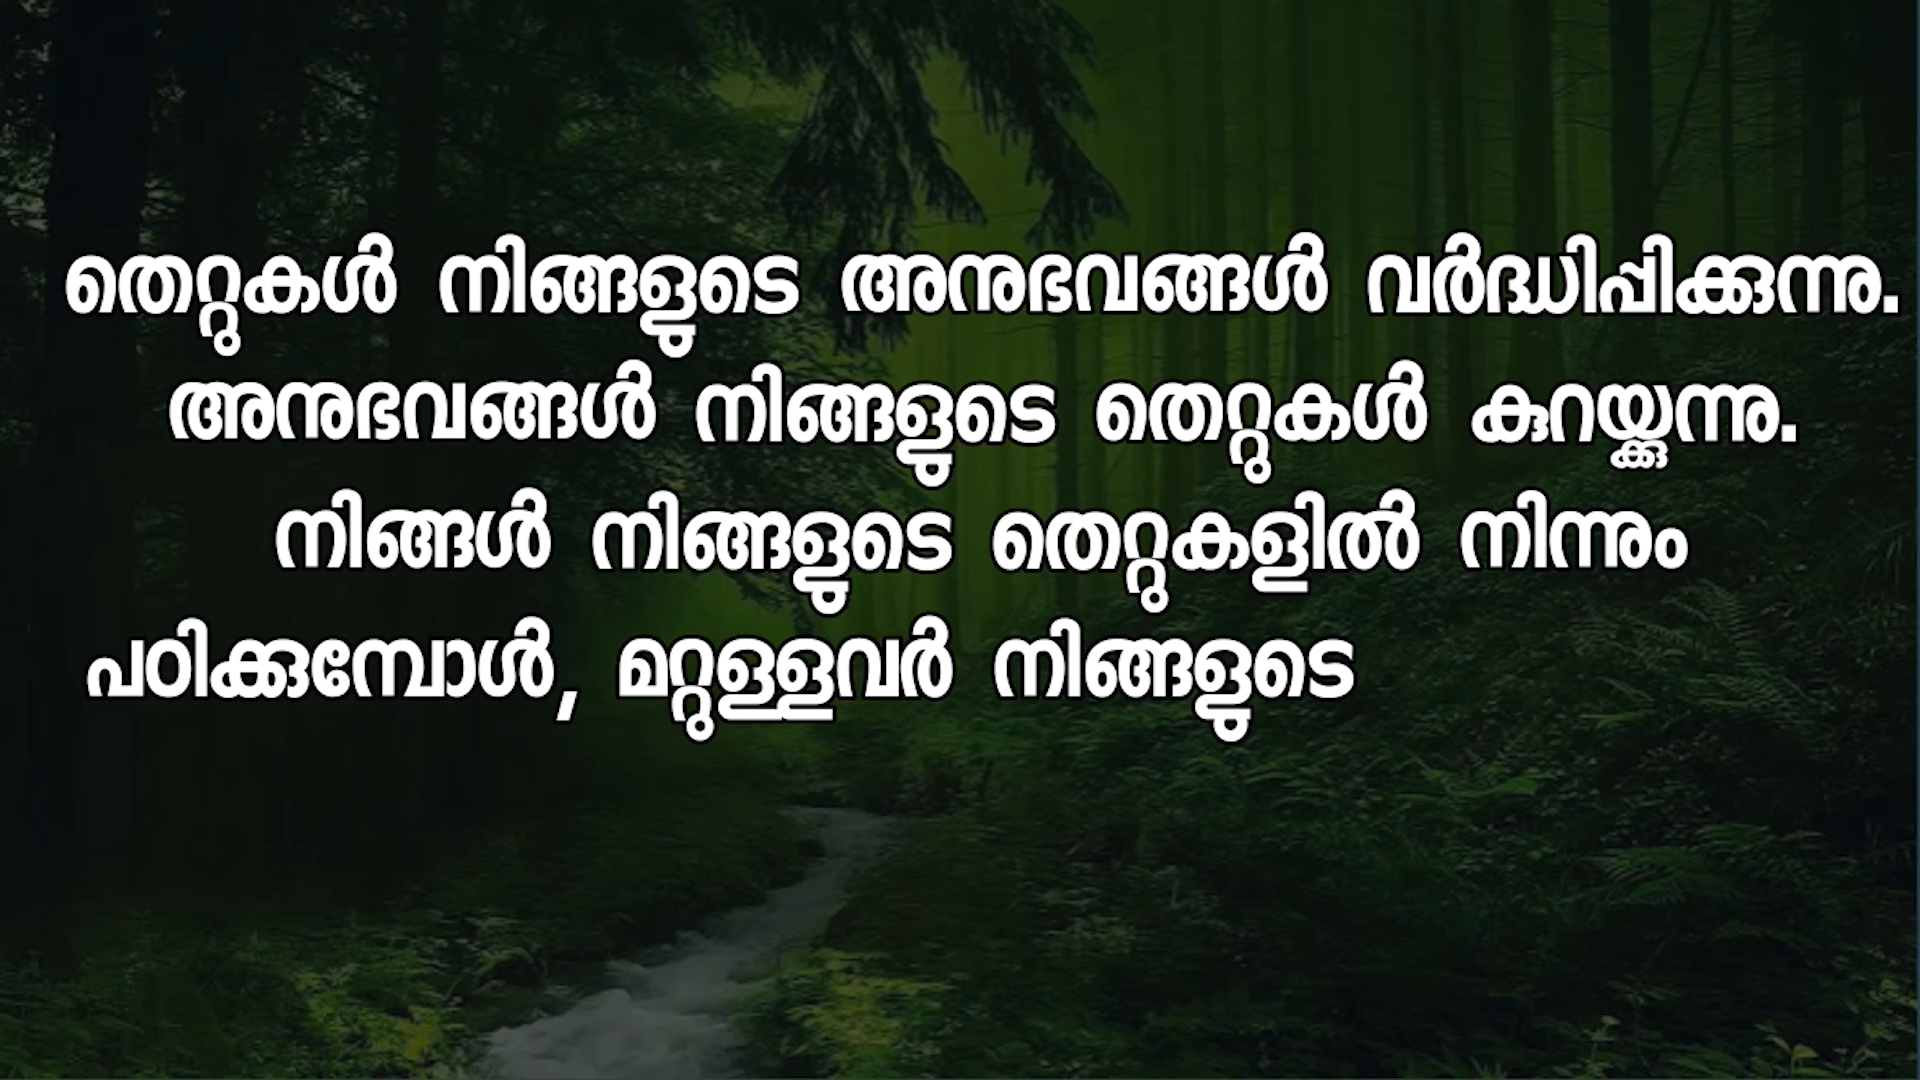 തെറ്റുകൾ നിങ്ങളുടെ അനുഭവങ്ങൾ വർദ്ധിപ്പിക്കുന്നു.
അനുഭവങ്ങൾ നിങ്ങളുടെ തെറ്റുകൾ കുറയ്ക്കുന്നു.
നിങ്ങൾ നിങ്ങളുടെ തെറ്റുകളിൽ നിന്നും
പഠിക്കുമ്പോൾ, മറ്റുള്ളവർ നിങ്ങളുടെ